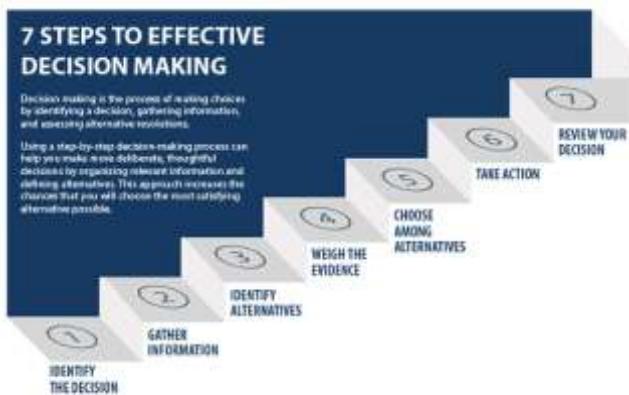 7 STEPS TO EFFECTIVE
DECISION MAKING
Decision making is the process of making choices
by identifying a decision, gathering information,
and assessing alternative resolutions.
Using a step-by-step decision-making process can
help you make more deliberate, thoughtful
decisions by organizing relevant information and
defining alternatives. This approach increases the
chances that you will choose the most satisfying
alternative possible.
1
IDENTIFY
THE DECISION
2
GATHER
INFORMATION
3
IDENTIFY
ALTERNATIVES
4
WEIGH THE
EVIDENCE
5
CHOOSE
AMONG
ALTERNATIVES
6
TAKE ACTION
7
REVIEW YOUR
DECISION